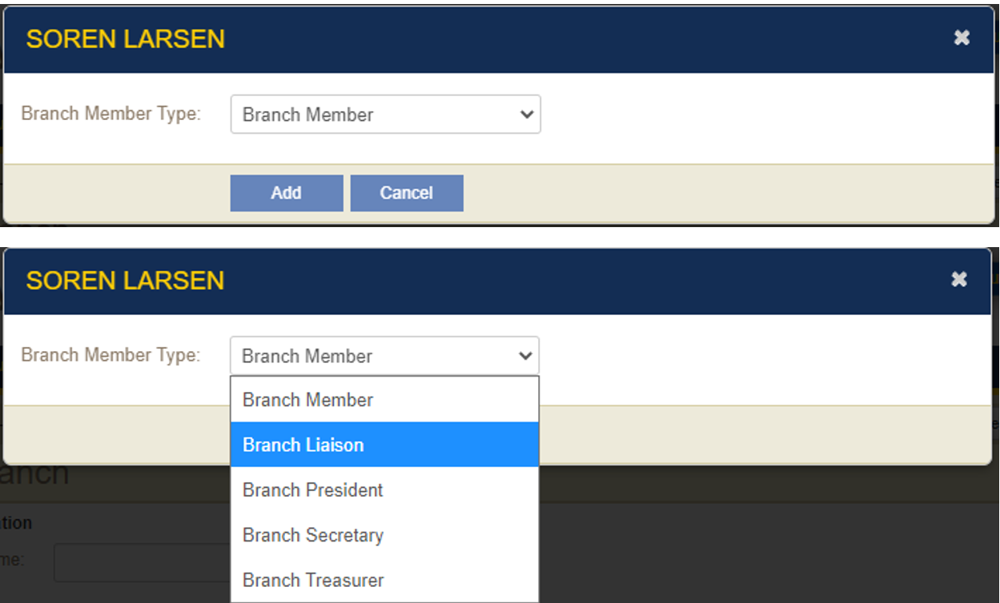 SOREN LARSEN
Branch Member Type: Branch Member
Add Cancel
SOREN LARSEN
Branch Member Type: Branch Member
Branch Member
Branch Liaison
Branch President
Branch Secretary
Branch Treasurer
anch
tion
me: